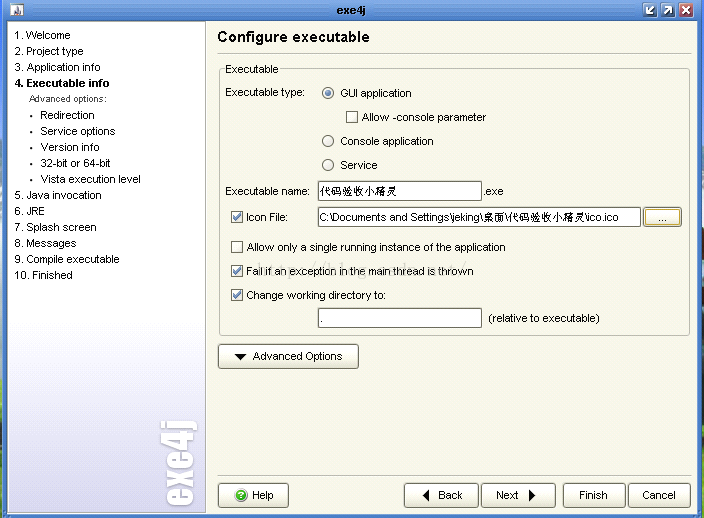 exe4j
1. Welcome
2. Project type
3. Application info
4. Executable info
Advanced options:
• Redirection
• Service options
• Version info
• 32-bit or 64-bit
• Vista execution level
5. Java invocation
6. JRE
7. Splash screen
8. Messages
9. Compile executable
10. Finished
exe4j
Configure executable
Executable
Executable type: GUI application
Allow -console parameter
Console application
Service
Executable name: 代码验收小精灵 .exe
Icon File: C:\Documents and Settings\jeking\桌面\代码验收小精灵\ico.ico ...
Allow only a single running instance of the application
Fail if an exception in the main thread is thrown
Change working directory to:
. (relative to executable)
Advanced Options
Help Back Next Finish Cancel